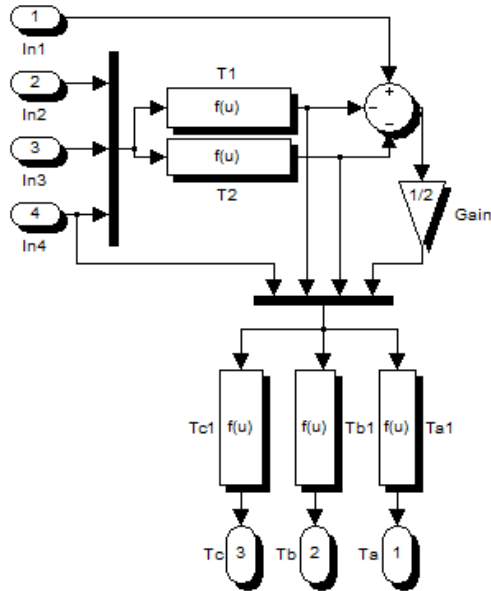 1
In1
T1
+
2
In2
f(u)
−
3
In3
f(u)
−
T2
1/2
Gain
4
In4
Tc1
f(u)
f(u)
Tb1
f(u)
Ta1
Tc
3
Tb
2
Ta
1